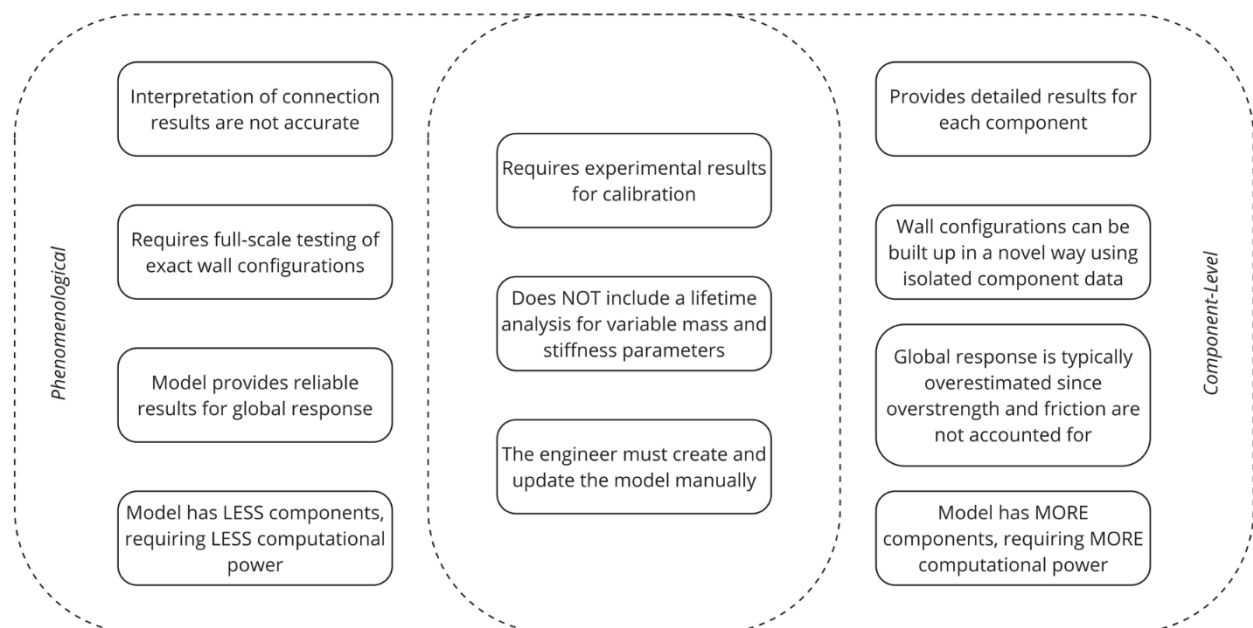 Phenomenological
Interpretation of connection
results are not accurate
Requires full-scale testing of
exact wall configurations
Model provides reliable
results for global response
Model has LESS components,
requiring LESS computational
power
Requires experimental results
for calibration
Does NOT include a lifetime
analysis for variable mass and
stiffness parameters
The engineer must create and
update the model manually
Provides detailed results for
each component
Wall configurations can be
built up in a novel way using
isolated component data
Global response is typically
overestimated since
overstrength and friction are
not accounted for
Model has MORE
components, requiring MORE
computational power
Component-Level